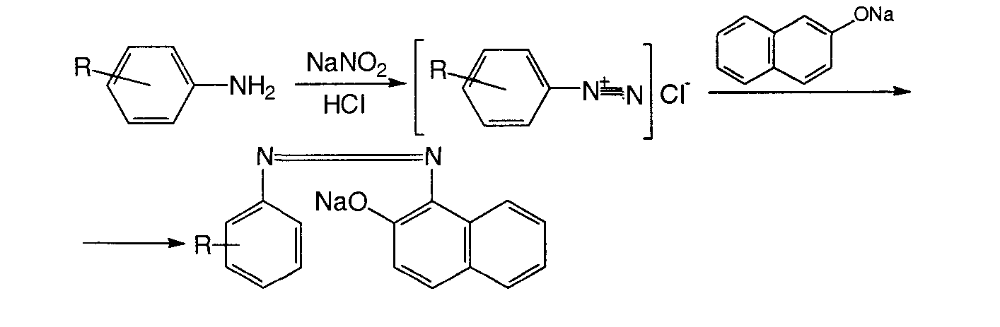 ONa
R NH2 NaNO2 R N+ N Cl-
HCl
N N
NaO
R